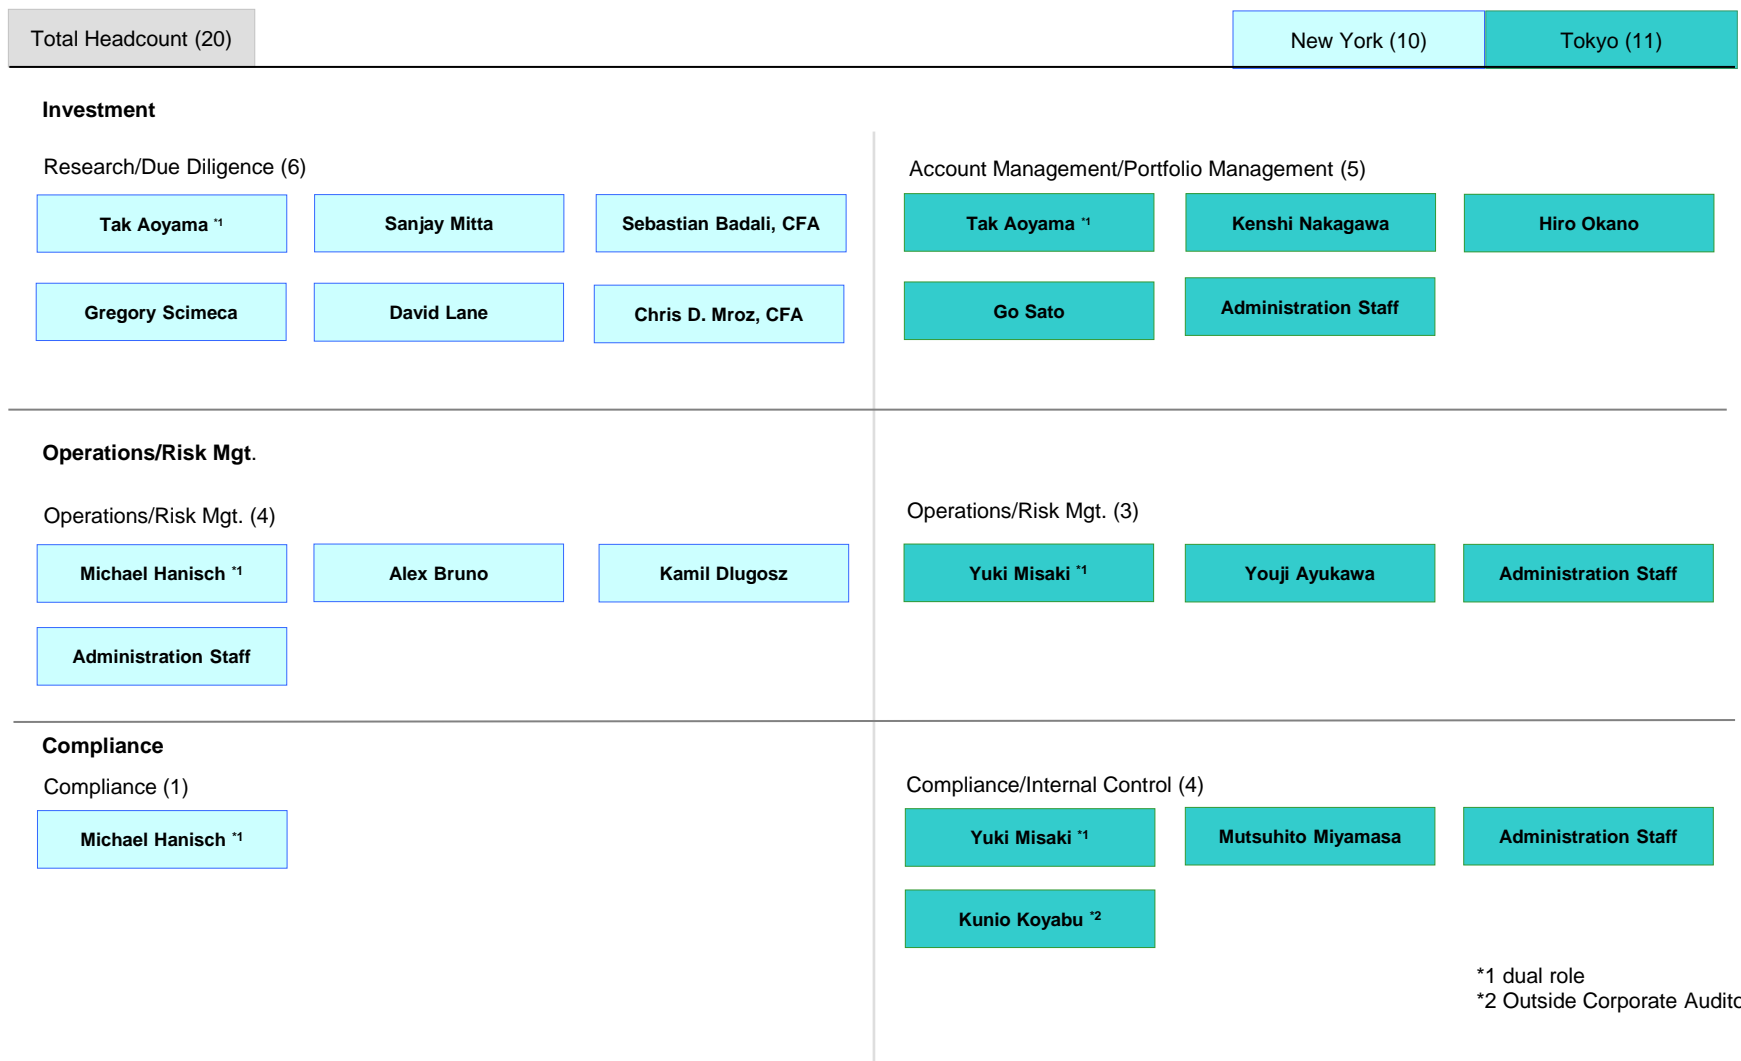 Total Headcount (20)
New York (10)
Tokyo (11)
Investment
Research/Due Diligence (6)
Tak Aoyama *1
Sanjay Mitta
Sebastian Badali, CFA
Gregory Scimeca
David Lane
Chris D. Mroz, CFA
Account Management/Portfolio Management (5)
Tak Aoyama *1
Kenshi Nakagawa
Hiro Okano
Go Sato
Administration Staff
Operations/Risk Mgt.
Operations/Risk Mgt. (4)
Michael Hanisch *1
Alex Bruno
Kamil Dlugosz
Administration Staff
Operations/Risk Mgt. (3)
Yuki Misaki *1
Youji Ayukawa
Administration Staff
Compliance
Compliance (1)
Michael Hanisch *1
Compliance/Internal Control (4)
Yuki Misaki *1
Mutsuhito Miyamasa
Administration Staff
Kunio Koyabu *2
*1 dual role
*2 Outside Corporate Audito